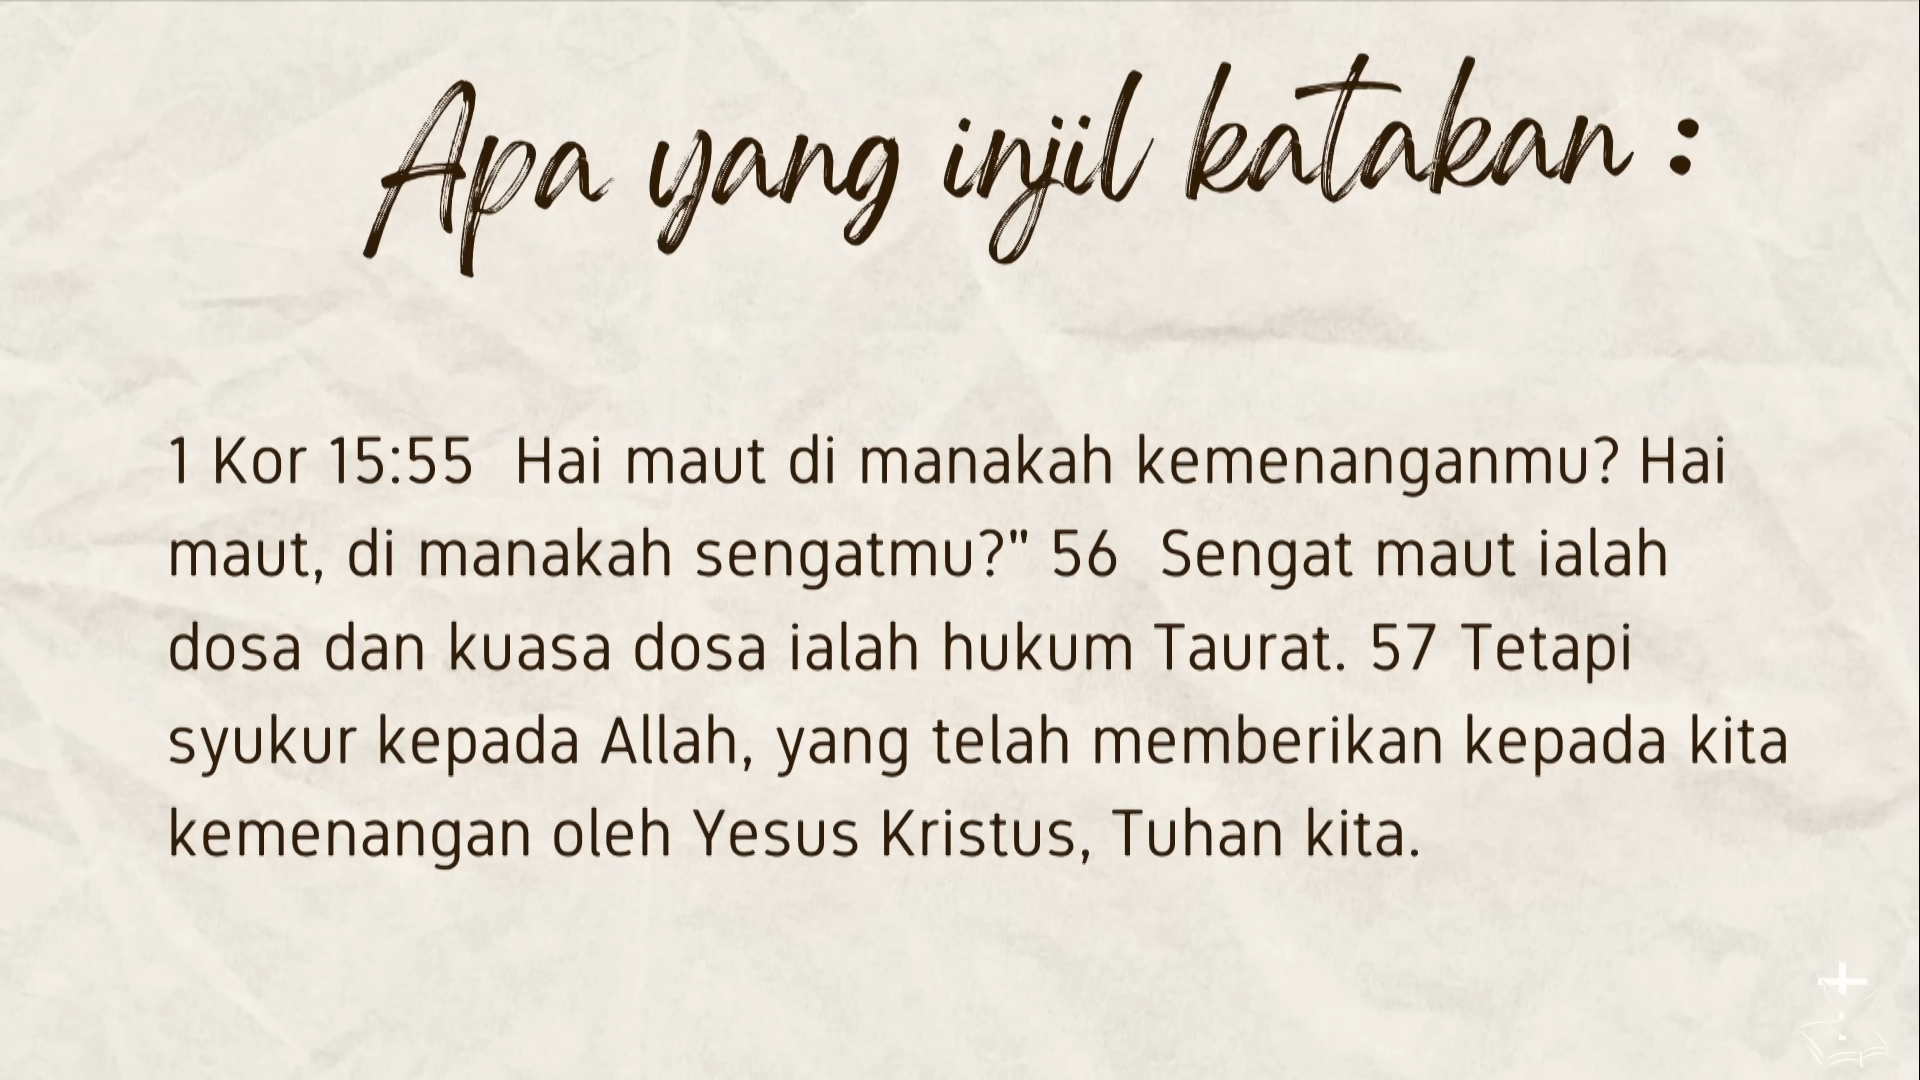 Apa yang injil katakan :
1 Kor 15:55  Hai maut di manakah kemenanganmu? Hai
maut, di manakah sengatmu?" 56  Sengat maut ialah
dosa dan kuasa dosa ialah hukum Taurat. 57 Tetapi
syukur kepada Allah, yang telah memberikan kepada kita
kemenangan oleh Yesus Kristus, Tuhan kita.